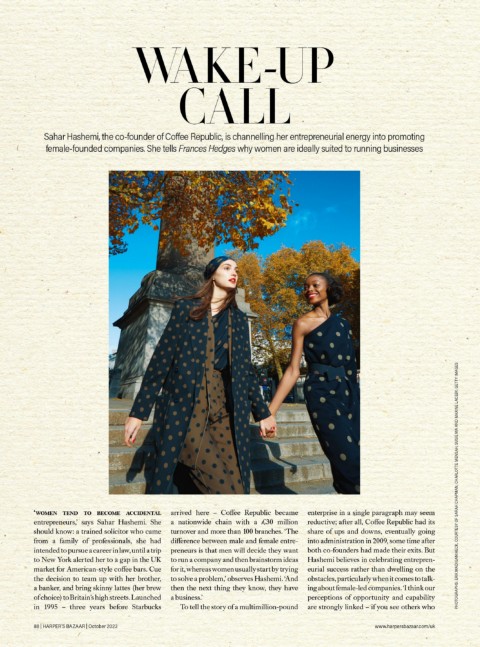 WAKE-UP
CALL
Sahar Hashemi, the co-founder of Coffee Republic, is channelling her entrepreneurial energy into promoting
female-founded companies. She tells Frances Hedges why women are ideally suited to running businesses
‘WOMEN TEND TO BECOME ACCIDENTAL
entrepreneurs,’ says Sahar Hashemi. She
should know: a trained solicitor who came
from a family of professionals, she had
intended to pursue a career in law, until a trip
to New York alerted her to a gap in the UK
market for American-style coffee bars. Cue
the decision to team up with her brother,
a banker, and bring skinny lattes (her brew
of choice) to Britain’s high streets. Launched
in 1995 – three years before Starbucks
arrived here – Coffee Republic became
a nationwide chain with a £30 million
turnover and more than 100 branches. ‘The
difference between male and female entre-
preneurs is that men will decide they want
to run a company and then brainstorm ideas
for it, whereas women usually start by trying
to solve a problem,’ observes Hashemi. ‘And
then the next thing they know, they have
a business.’
To tell the story of a multimillion-pound
enterprise in a single paragraph may seem
reductive; after all, Coffee Republic had its
share of ups and downs, eventually going
into administration in 2009, some time after
both co-founders had made their exits. But
Hashemi believes in celebrating entrepren-
eurial success rather than dwelling on the
obstacles, particularly when it comes to talk-
ing about female-led companies. ‘I think our
perceptions of opportunity and capability
are strongly linked – if you see others who
88 | HARPER'S BAZAAR | October 2022
www.harpersbazaar.com/uk